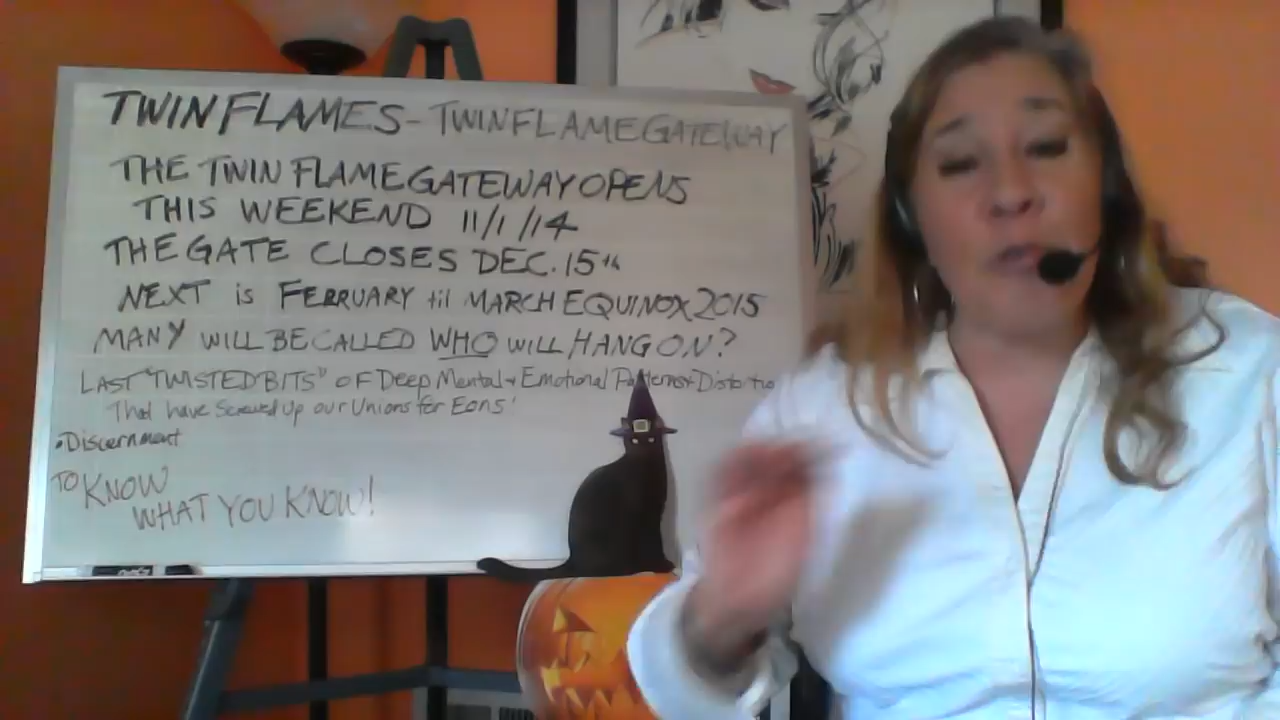 TWIN FLAMES - TWIN FLAME GATEWAY
THE TWIN FLAME GATEWAY OPENS
THIS WEEKEND 11/1/14
THE GATE CLOSES DEC. 15th
NEXT is FEBRUARY til MARCH EQUINOX 2015
MANY WILL BE CALLED WHO WILL HANG ON?
LAST "TWISTED BITS" OF Deep Mental + Emotional Patterns + Distortio
That have Screwed Up our Unions for Eons'
• Discernment
TO KNOW
WHAT YOU KNOW!